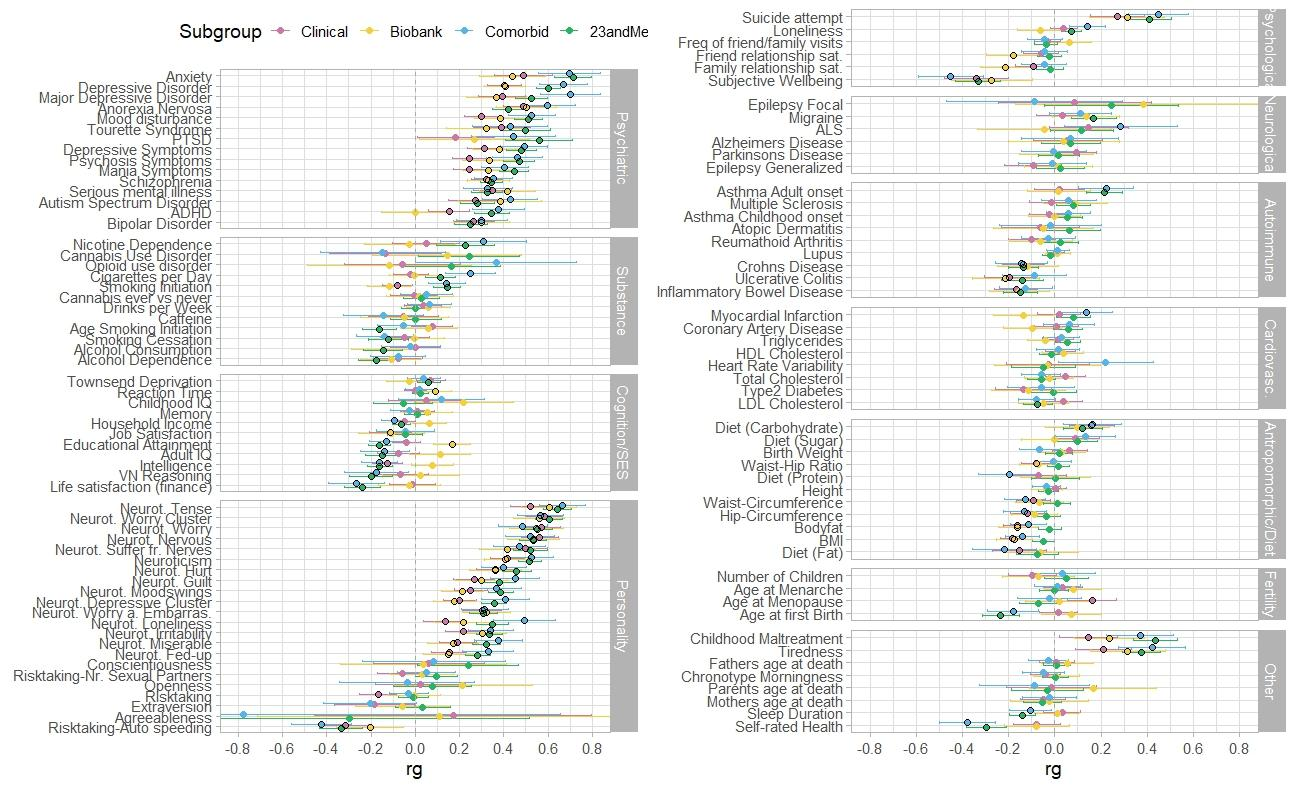 Subgroup Clinical Biobank Comorbid 23andMe
Anxiety
Depressive Disorder
Major Depressive Disorder
Anorexia Nervosa
Mood disturbance
Tourette Syndrome
PTSD
Depressive Symptoms
Psychosis Symptoms
Mania Symptoms
Schizophrenia
Serious mental illness
Autism Spectrum Disorder
ADHD
Bipolar Disorder
Psychiatric
Nicotine Dependence
Cannabis Use Disorder
Opioid use disorder
Cigarettes per Day
Smoking Initiation
Cannabis ever vs never
Drinks per Week
Caffeine
Age Smoking Initiation
Smoking Cessation
Alcohol Consumption
Alcohol Dependence
Substance
Townsend Deprivation
Reaction Time
Childhood IQ
Memory
Household Income
Job Satisfaction
Educational Attainment
Adult IQ
Intelligence
VN Reasoning
Life satisfaction (finance)
Cognition/SES
Neurot. Tense
Neurot. Worry Cluster
Neurot. Worry
Neurot. Nervous
Neurot. Suffer fr. Nerves
Neuroticism
Neurot. Hurt
Neurot. Guilt
Neurot. Moodswings
Neurot. Depressive Cluster
Neurot. Worry a. Embarras.
Neurot. Loneliness
Neurot. Irritability
Neurot. Miserable
Neurot. Fed-up
Conscientiousness
Risktaking-Nr. Sexual Partners
Openness
Risktaking
Extraversion
Agreeableness
Risktaking-Auto speeding
Personality
-0.8 -0.6 -0.4 -0.2 0.0 0.2 0.4 0.6 0.8
rg
Suicide attempt
Loneliness
Freq of friend/family visits
Friend relationship sat.
Family relationship sat.
Subjective Wellbeing
Psychologica
Epilepsy Focal
Migraine
ALS
Alzheimers Disease
Parkinsons Disease
Epilepsy Generalized
Neurologica
Asthma Adult onset
Multiple Sclerosis
Asthma Childhood onset
Atopic Dermatitis
Reumathoid Arthritis
Lupus
Crohns Disease
Ulcerative Colitis
Inflammatory Bowel Disease
Autoimmune
Myocardial Infarction
Coronary Artery Disease
Triglycerides
HDL Cholesterol
Heart Rate Variability
Total Cholesterol
Type2 Diabetes
LDL Cholesterol
Cardiovasc.
Diet (Carbohydrate)
Diet (Sugar)
Birth Weight
Waist-Hip Ratio
Diet (Protein)
Height
Waist-Circumference
Hip-Circumference
Bodyfat
BMI
Diet (Fat)
Antropomorphic/Diet
Number of Children
Age at Menarche
Age at Menopause
Age at first Birth
Fertility
Childhood Maltreatment
Tiredness
Fathers age at death
Chronotype Morningness
Parents age at death
Mothers age at death
Sleep Duration
Self-rated Health
Other
-0.8 -0.6 -0.4 -0.2 0.0 0.2 0.4 0.6 0.8
rg